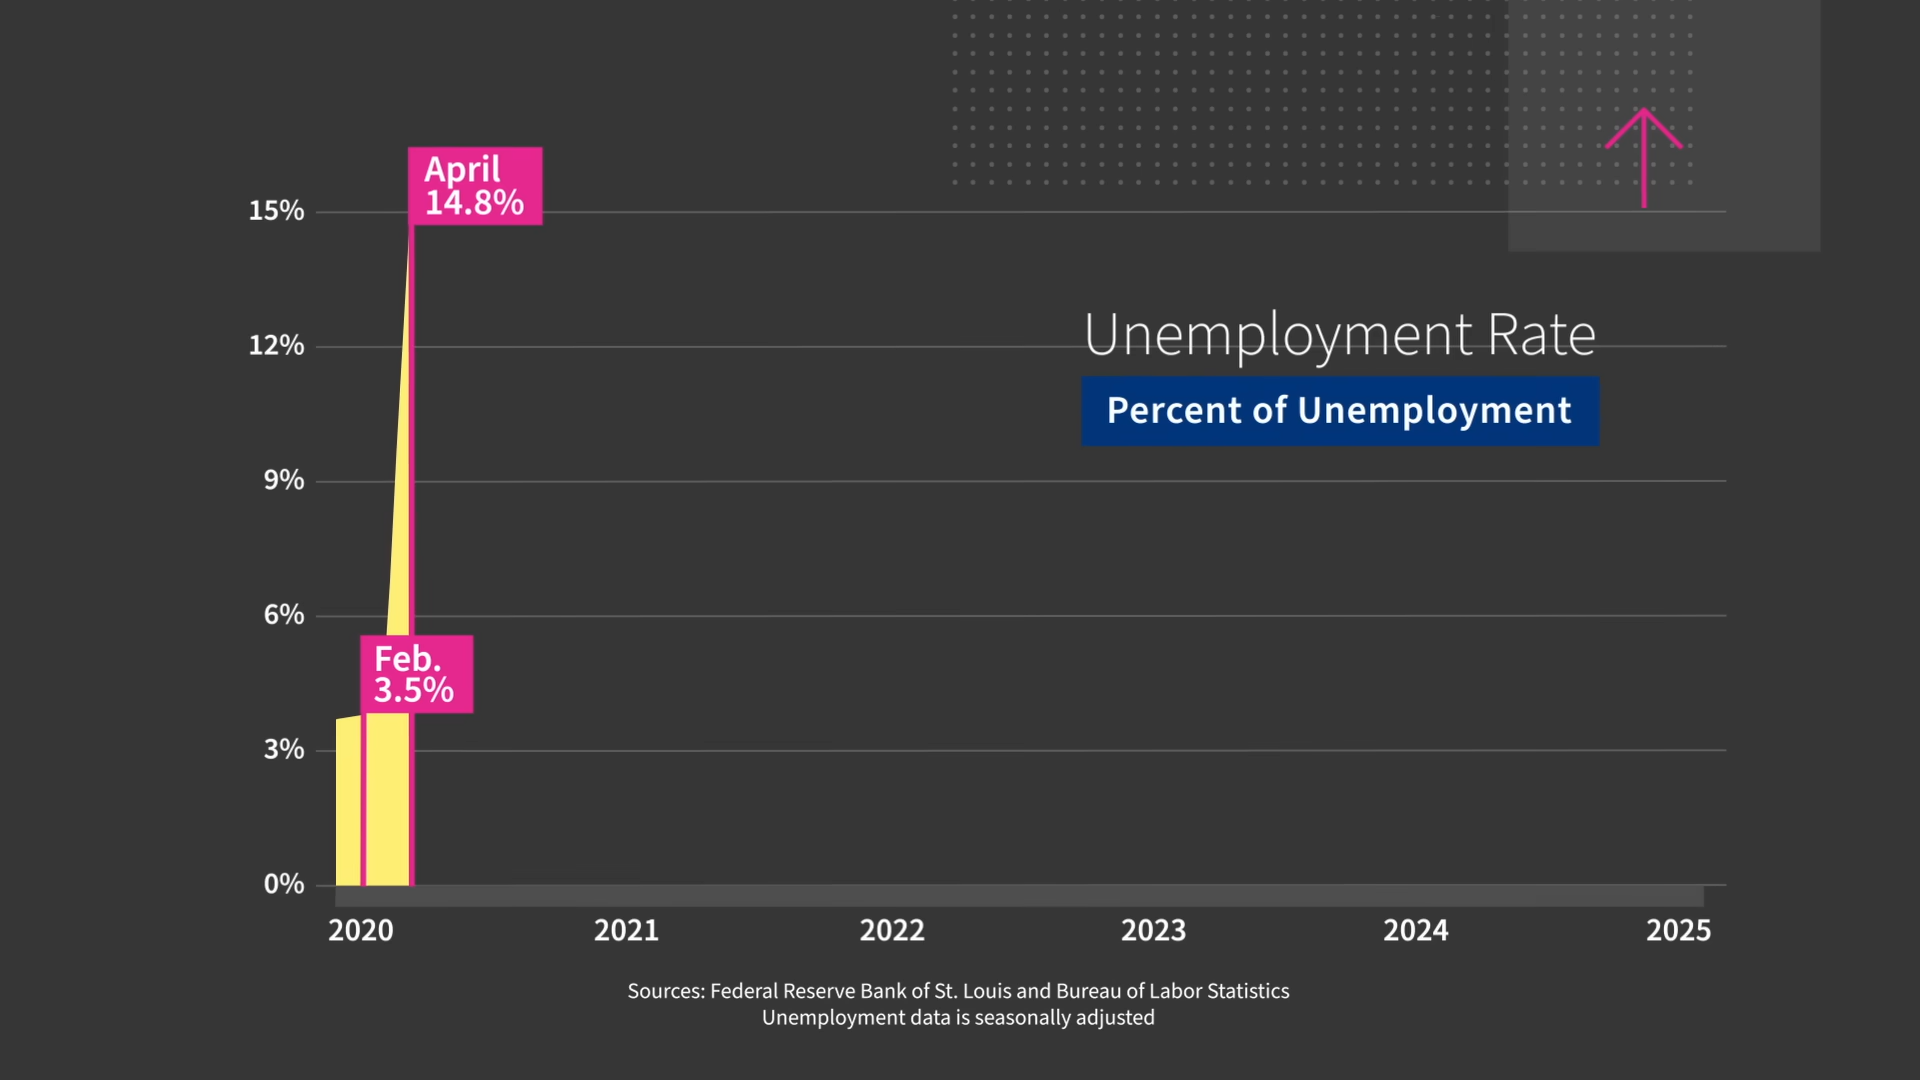 April
14.8%
15%
Unemployment Rate
12%
Percent of Unemployment
9%
6%
Feb.
3.5%
3%
0%
2020 2021 2022 2023 2024 2025
Sources: Federal Reserve Bank of St. Louis and Bureau of Labor Statistics
Unemployment data is seasonally adjusted